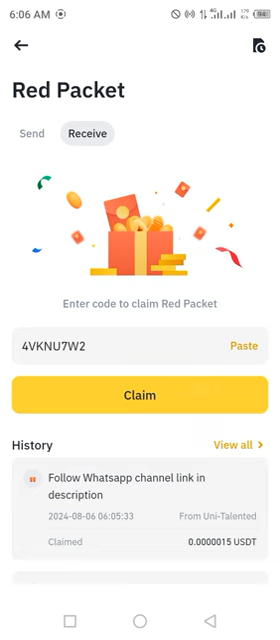 6:06 AM
4G
179
K/s
Red Packet
Send
Receive
Enter code to claim Red Packet
4VKNU7W2
Paste
Claim
History
View all
Follow Whatsapp channel link in
description
2024-08-06 06:05:33
From Uni-Talented
Claimed
0.0000015 USDT